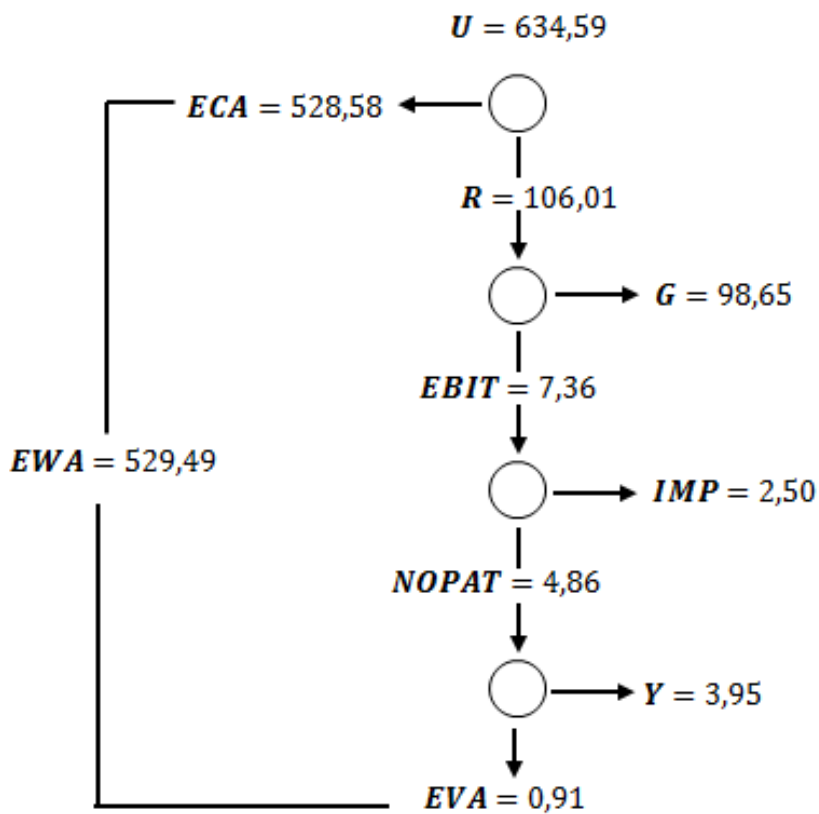 U = 634,59
ECA = 528,58
R = 106,01
G = 98,65
EBIT = 7,36
EWA = 529,49
IMP = 2,50
NOPAT = 4,86
Y = 3,95
EVA = 0,91